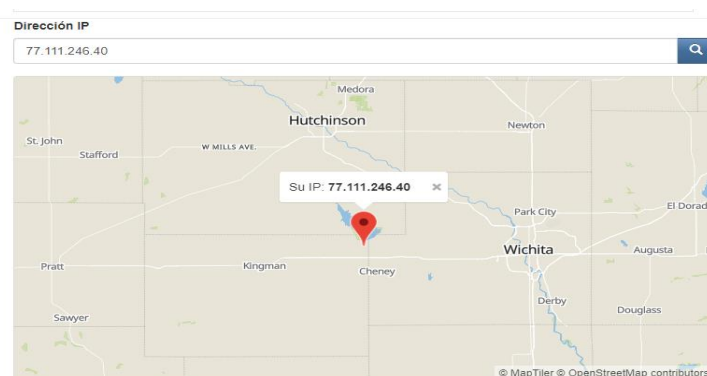 Dirección IP
77.111.246.40
Medora
Hutchinson
Newton
St. John
Stafford
W MILLS AVE.
Su IP: 77.111.246.40 ×
Park City
El Dorad
Wichita
Augusta
Pratt
Kingman
Cheney
Derby
Douglass
Sawyer
© MapTiler © OpenStreetMap contributors